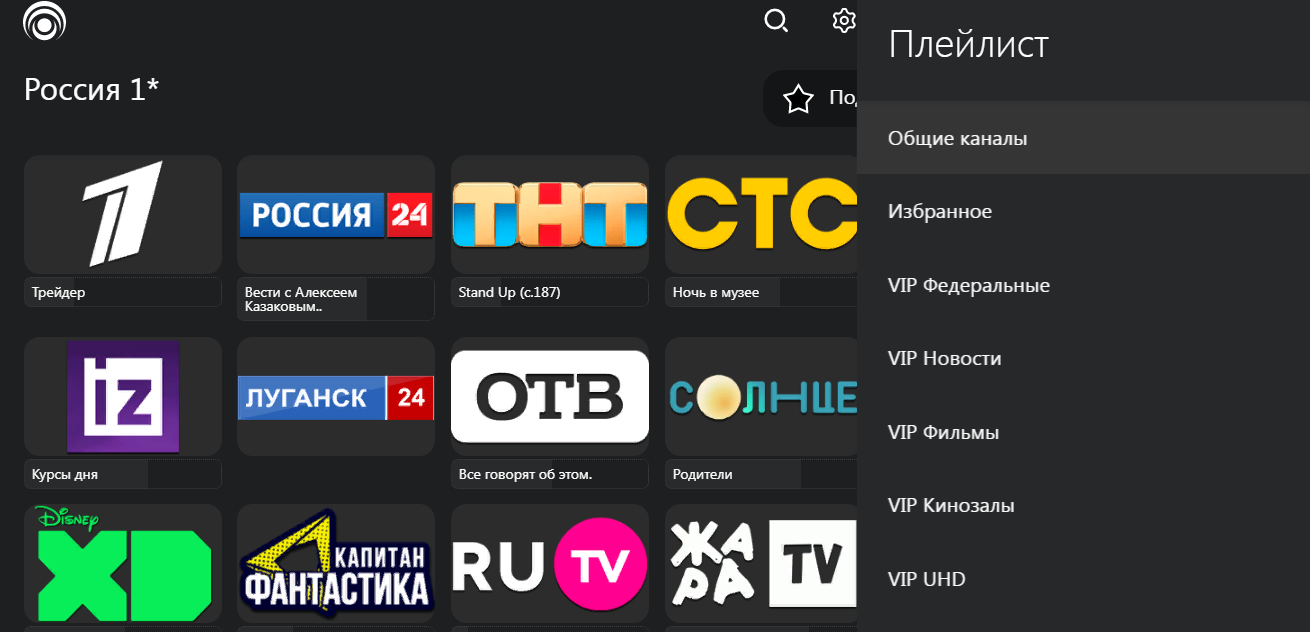 Плейлист
Россия 1*
По
Общие каналы
Избранное
VIP Федеральные
VIP Новости
VIP Фильмы
VIP Кинозалы
VIP UHD
1
РОССИЯ 24
ТНТ
СТС
Трейдер
Вести с Алексеем
Казаковым..
Stand Up (с.187)
Ночь в музее
iz
ЛУГАНСК 24
ОТВ
СОЛНЦЕ
Курсы дня
Все говорят об этом.
Родители
Disney
XD
КАПИТАН
ФАНТАСТИКА
RU TV
ЖАРА TV